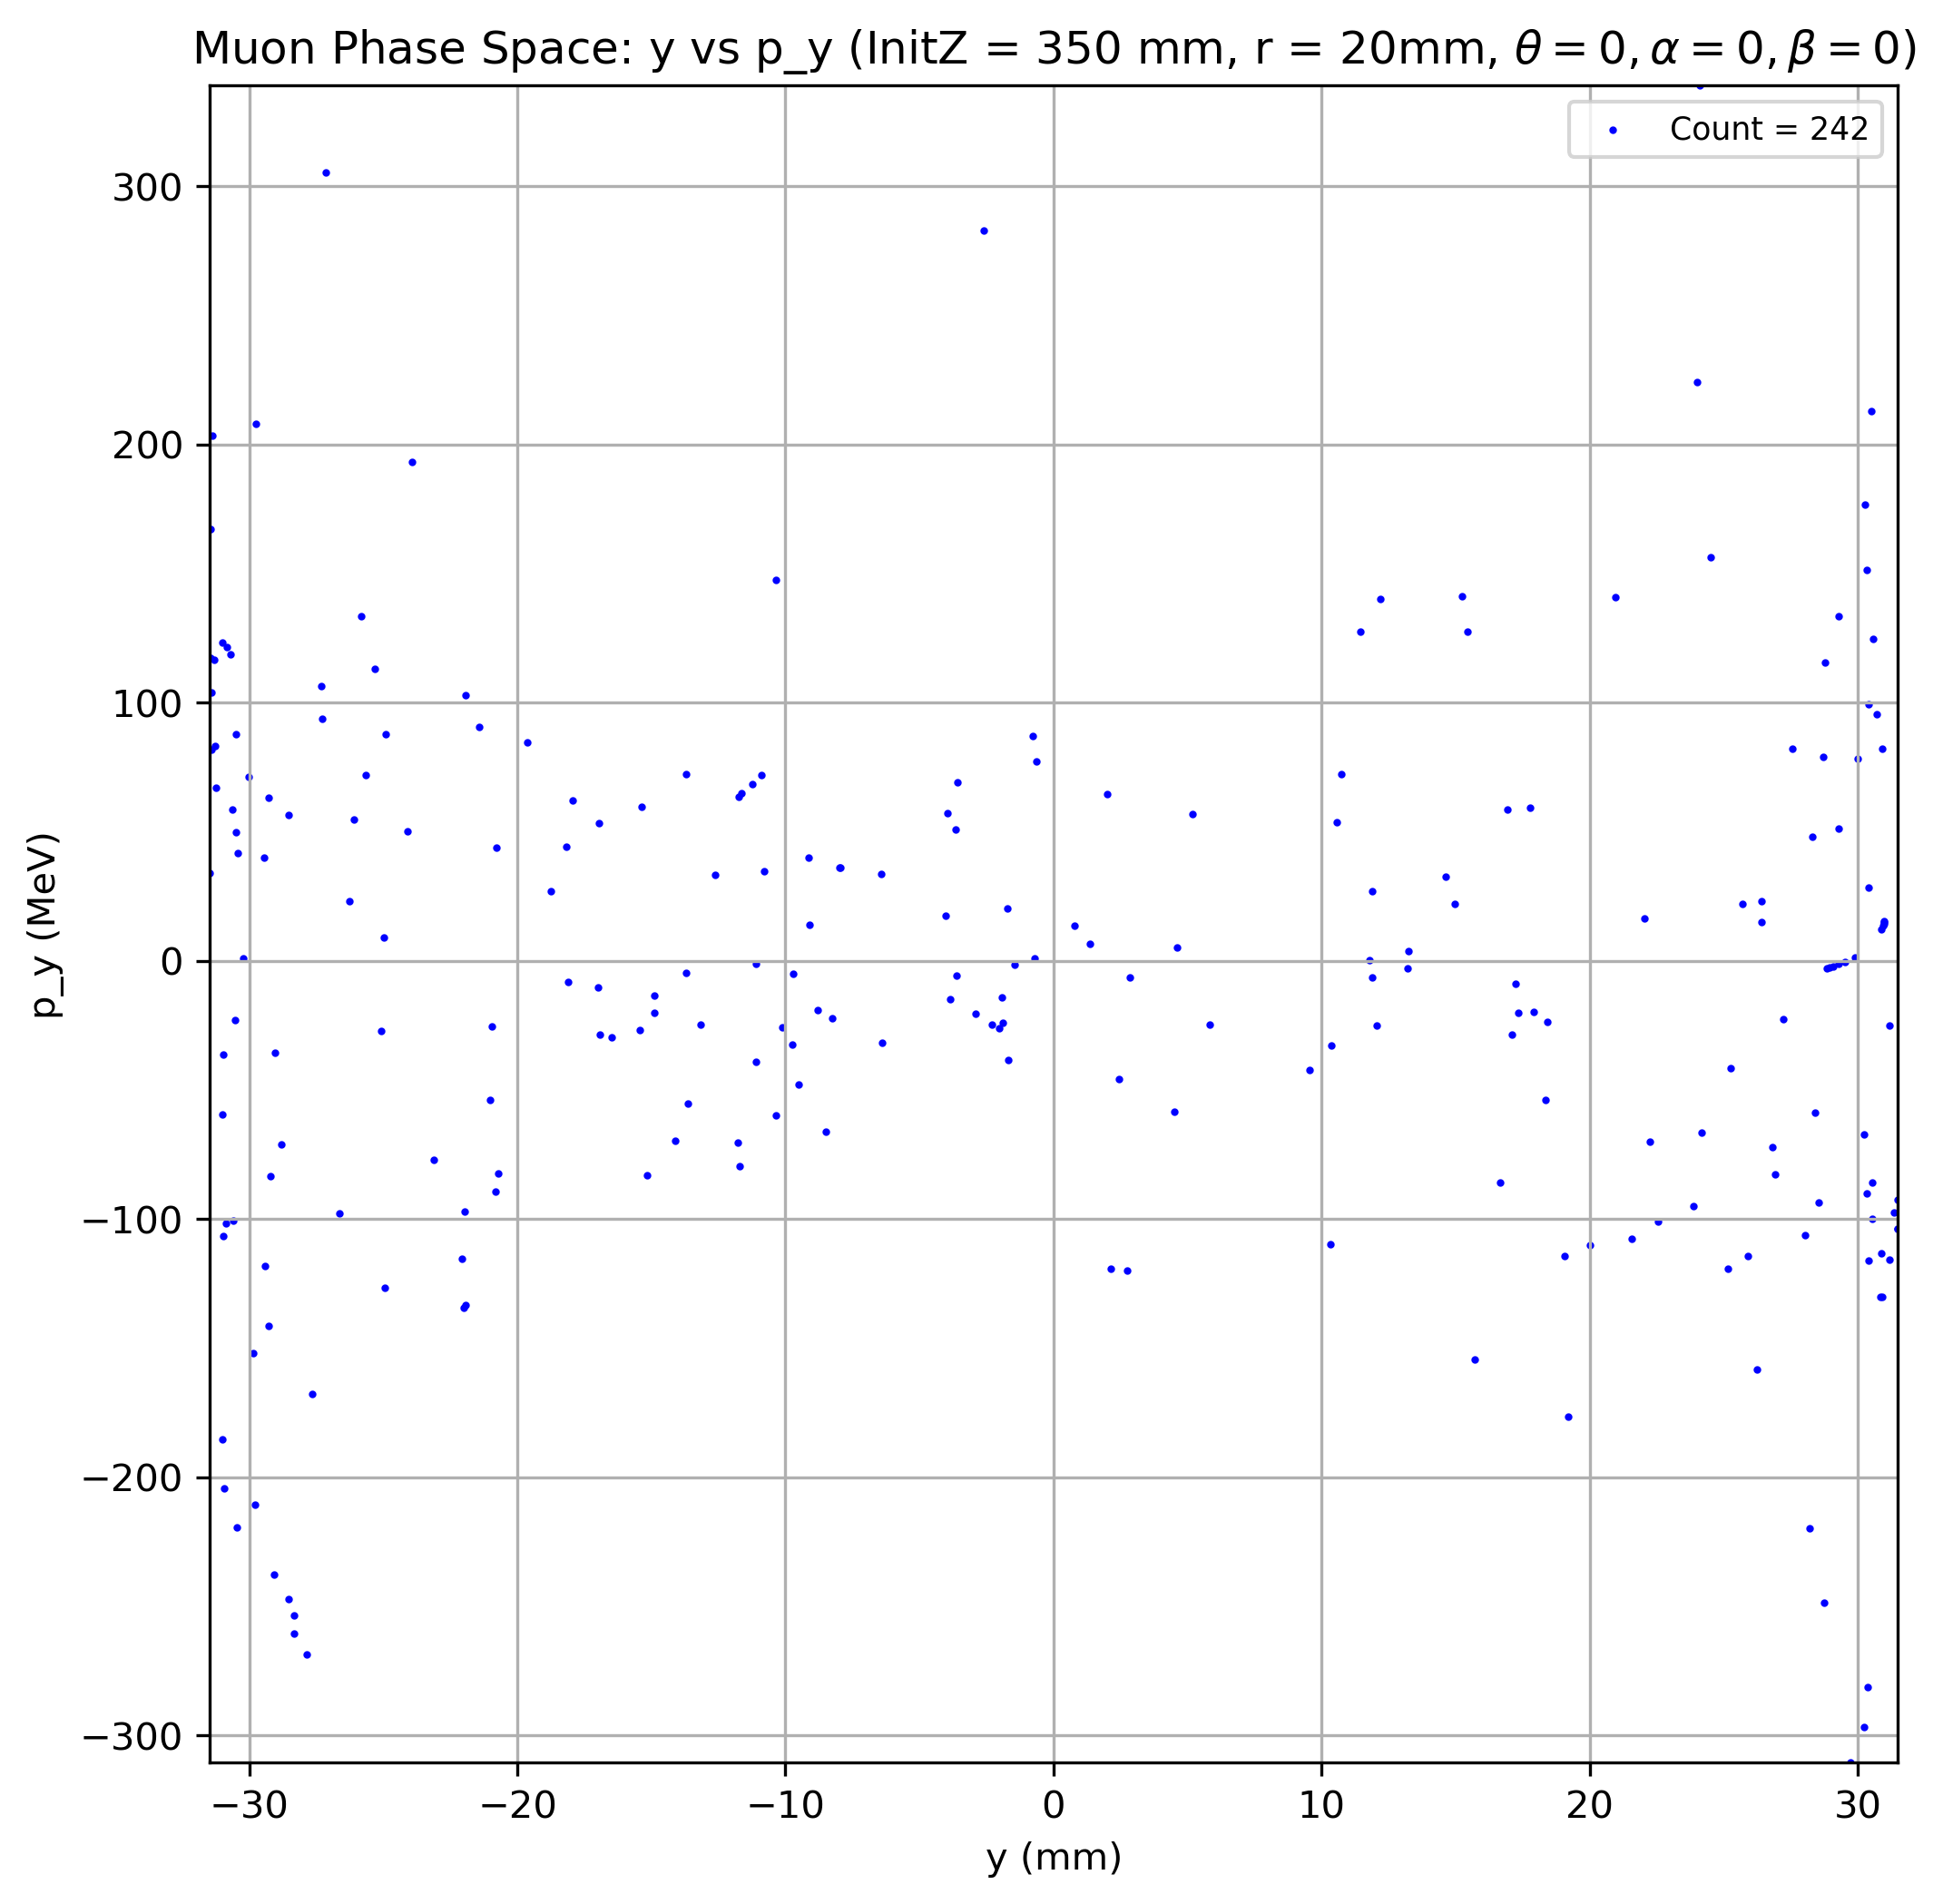 Muon Phase Space: y vs p_y (InitZ = 350 mm, r = 20mm, θ = 0, α = 0, β = 0)
Count = 242
300
200
100
0
−100
−200
−300
p_y (MeV)
−30 −20 −10 0 10 20 30
y (mm)